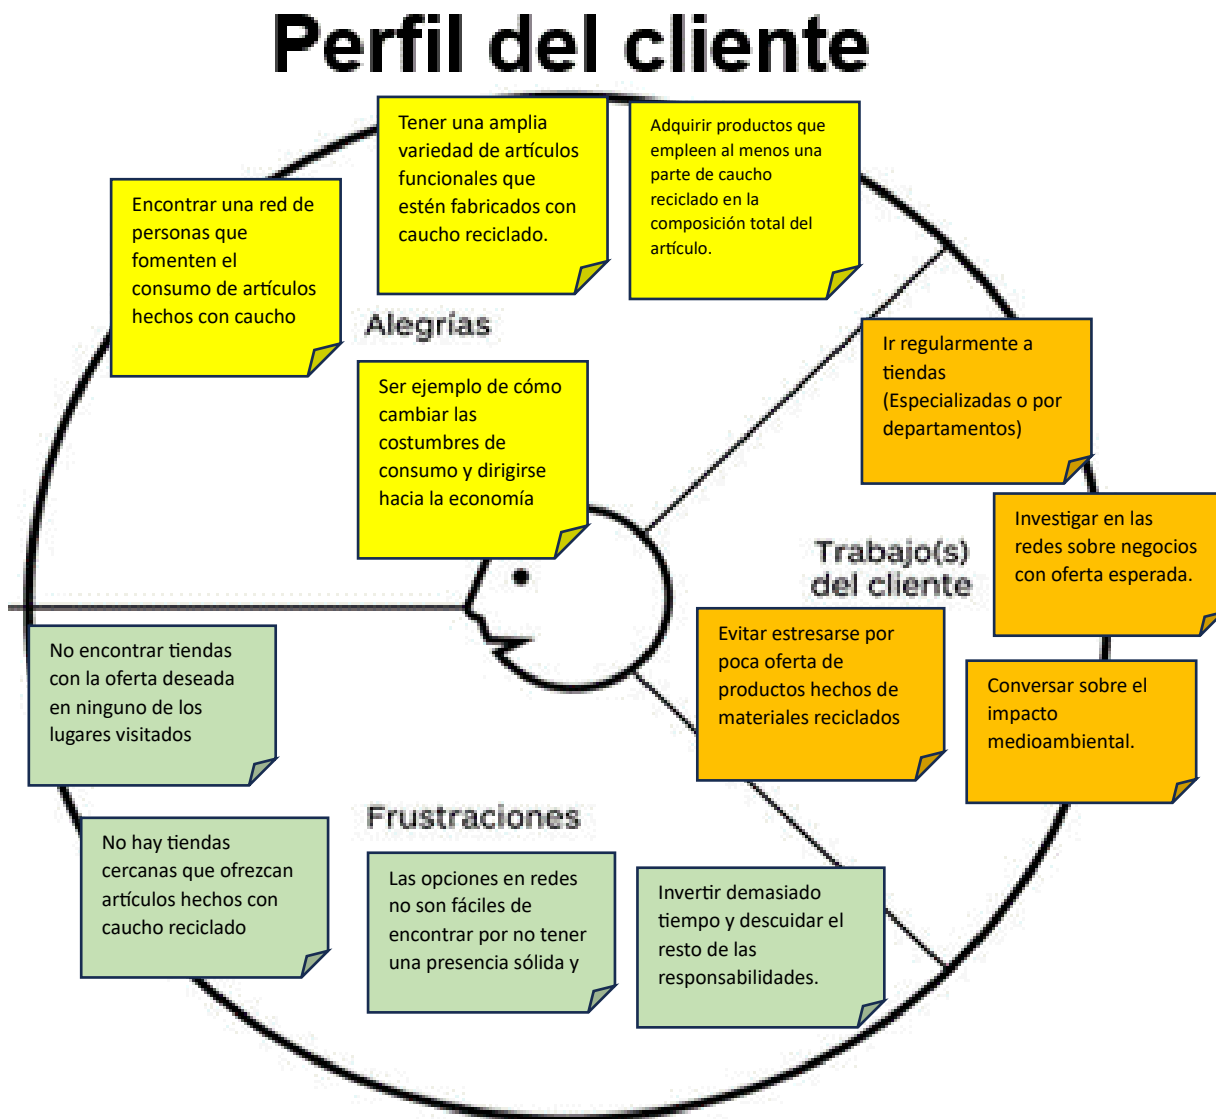 Perfil del cliente
Tener una amplia
variedad de artículos
funcionales que
estén fabricados con
caucho reciclado.
Adquirir productos que
empleen al menos una
parte de caucho
reciclado en la
composición total del
artículo.
Encontrar una red de
personas que
fomenten el
consumo de artículos
hechos con caucho
Alegrías
Ser ejemplo de cómo
cambiar las
costumbres de
consumo y dirigirse
hacia la economía
Ir regularmente a
tiendas
(Especializadas o por
departamentos)
Investigar en las
redes sobre negocios
con oferta esperada.
Trabajo(s)
del cliente
Evitar estresarse por
poca oferta de
productos hechos de
materiales reciclados
Conversar sobre el
impacto
medioambiental.
No encontrar tiendas
con la oferta deseada
en ninguno de los
lugares visitados
Frustraciones
No hay tiendas
cercanas que ofrezcan
artículos hechos con
caucho reciclado
Las opciones en redes
no son fáciles de
encontrar por no tener
una presencia sólida y
Invertir demasiado
tiempo y descuidar el
resto de las
responsabilidades.